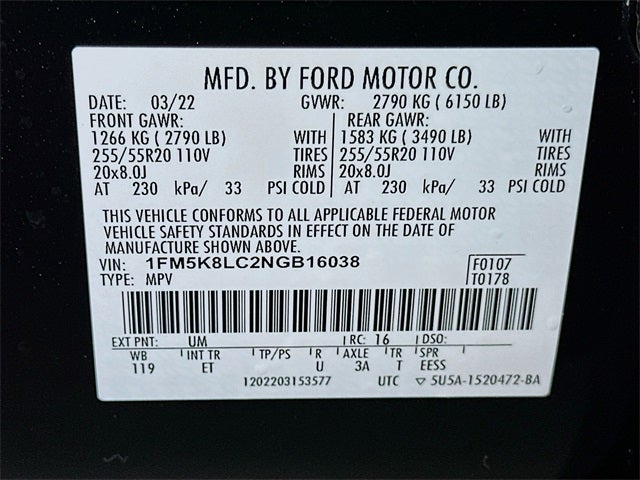 MFD. BY FORD MOTOR CO.
DATE: 03/22 GVWR: 2790 KG ( 6150 LB)
FRONT GAWR: REAR GAWR:
1266 KG ( 2790 LB) WITH 1583 KG ( 3490 LB) WITH
255/55R20 110V TIRES 255/55R20 110V TIRES
20x8.0J RIMS 20x8.0J RIMS
AT 230 kPa/ 33 PSI COLD AT 230 kPa/ 33 PSI COLD
THIS VEHICLE CONFORMS TO ALL APPLICABLE FEDERAL MOTOR
VEHICLE SAFETY STANDARDS IN EFFECT ON THE DATE OF
MANUFACTURE SHOWN ABOVE.
VIN: 1FM5K8LC2NGB16038 F0107
TYPE: MPV T0178
EXT PNT: UM RC: 16 DSO:
WB INT TR TP/PS R AXLE TR SPR
119 ET U 3A T EESS
1202203153577 UTC ▽ 5U5A-1520472-BA